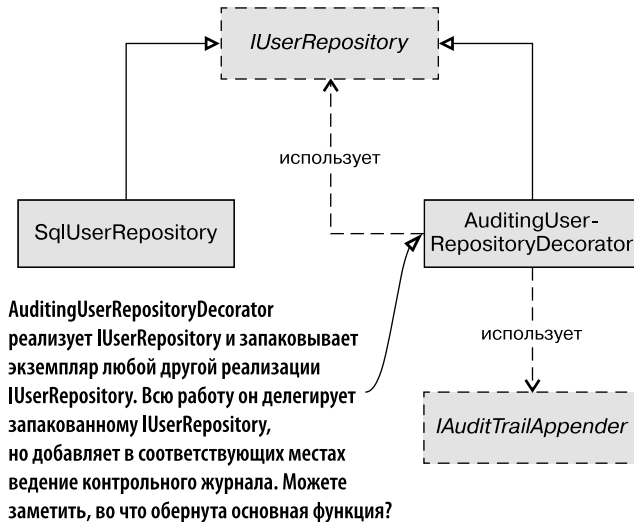 IUserRepository
использует
SqlUserRepository
AuditingUser-
RepositoryDecorator
использует
IAuditTrailAppender
AuditingUserRepositoryDecorator
реализует IUserRepository и запаковывает
экземпляр любой другой реализации
IUserRepository. Всю работу он делегирует
запакованному IUserRepository,
но добавляет в соответствующих местах
ведение контрольного журнала. Можете
заметить, во что обернута основная функция?